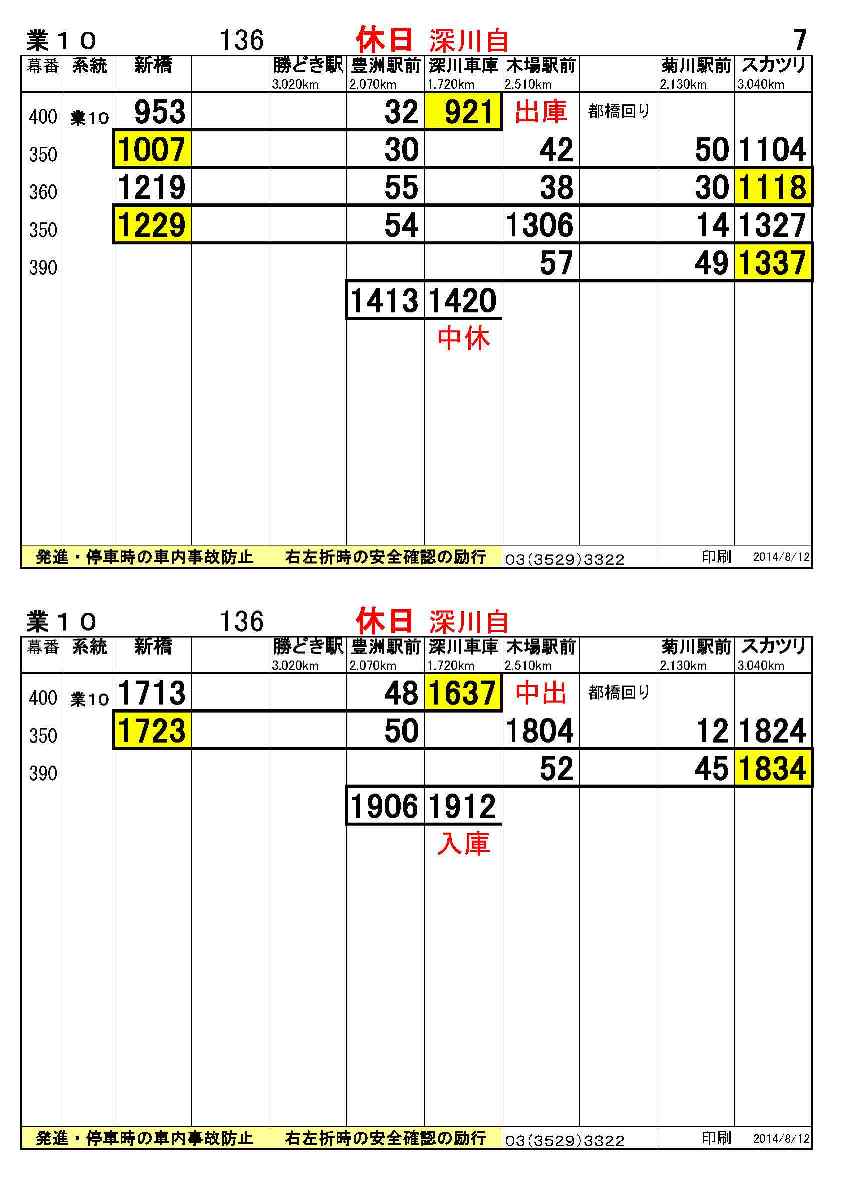 業１０ 136 休日 深川自 7
幕番 系統 新橋 勝どき駅 豊洲駅前 深川車庫 木場駅前 菊川駅前 スカツリ
3.020km 2.070km 1.720km 2.510km 2.130km 3.040km
400 業10 953 32 921 出庫 都橋回り
350 1007 30 42 50 1104
360 1219 55 38 30 1118
350 1229 54 1306 14 1327
390 57 49 1337
1413 1420
中休
発進・停車時の車内事故防止 右左折時の安全確認の励行 03(3529)3322 印刷 2014/8/12
業１０ 136 休日 深川自
幕番 系統 新橋 勝どき駅 豊洲駅前 深川車庫 木場駅前 菊川駅前 スカツリ
3.020km 2.070km 1.720km 2.510km 2.130km 3.040km
400 業10 1713 48 1637 中出 都橋回り
350 1723 50 1804 12 1824
390 52 45 1834
1906 1912
入庫
発進・停車時の車内事故防止 右左折時の安全確認の励行 03(3529)3322 印刷 2014/8/12